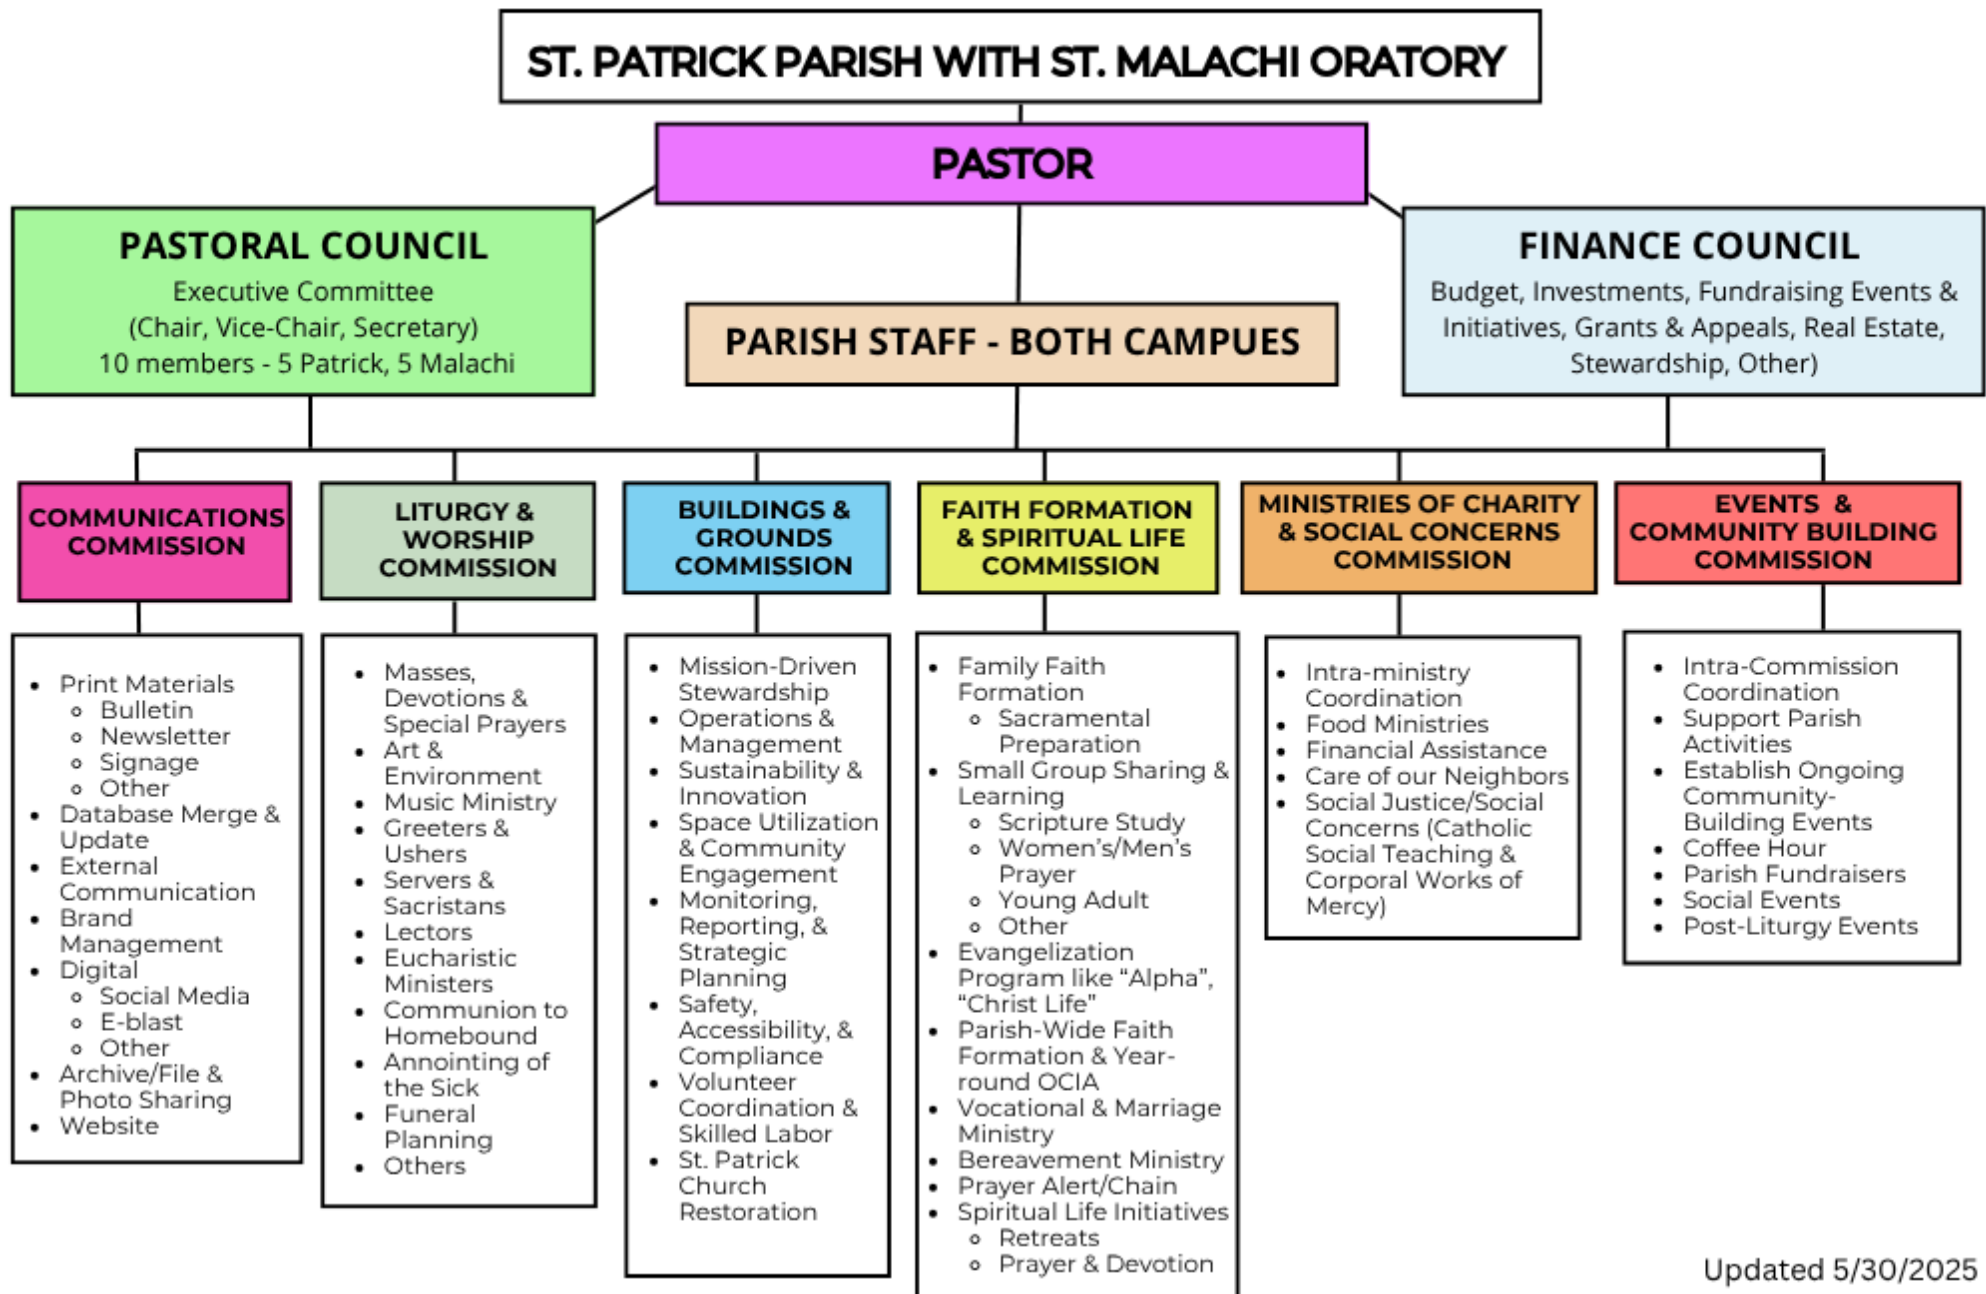 ST. PATRICK PARISH WITH ST. MALACHI ORATORY
PASTOR
PASTORAL COUNCIL
Executive Committee
(Chair, Vice-Chair, Secretary)
10 members - 5 Patrick, 5 Malachi
PARISH STAFF - BOTH CAMPUES
FINANCE COUNCIL
Budget, Investments, Fundraising Events &
Initiatives, Grants & Appeals, Real Estate,
Stewardship, Other)
COMMUNICATIONS
COMMISSION
• Print Materials
◦ Bulletin
◦ Newsletter
◦ Signage
◦ Other
• Database Merge &
Update
• External
Communication
• Brand
Management
• Digital
◦ Social Media
◦ E-blast
◦ Other
• Archive/File &
Photo Sharing
• Website
LITURGY &
WORSHIP
COMMISSION
• Masses,
Devotions &
Special Prayers
• Art &
Environment
• Music Ministry
• Greeters &
Ushers
• Servers &
Sacristans
• Lectors
• Eucharistic
Ministers
• Communion to
Homebound
• Annointing of
the Sick
• Funeral
Planning
• Others
BUILDINGS &
GROUNDS
COMMISSION
• Mission-Driven
Stewardship
• Operations &
Management
• Sustainability &
Innovation
• Space Utilization
& Community
Engagement
• Monitoring,
Reporting, &
Strategic
Planning
• Safety,
Accessibility, &
Compliance
• Volunteer
Coordination &
Skilled Labor
• St. Patrick
Church
Restoration
FAITH FORMATION
& SPIRITUAL LIFE
COMMISSION
• Family Faith
Formation
◦ Sacramental
Preparation
• Small Group Sharing &
Learning
◦ Scripture Study
◦ Women’s/Men’s
Prayer
◦ Young Adult
◦ Other
• Evangelization
Program like “Alpha”,
“Christ Life”
• Parish-Wide Faith
Formation & Year-
round OCIA
• Vocational & Marriage
Ministry
• Bereavement Ministry
• Prayer Alert/Chain
• Spiritual Life Initiatives
◦ Retreats
◦ Prayer & Devotion
MINISTRIES OF CHARITY
& SOCIAL CONCERNS
COMMISSION
• Intra-ministry
Coordination
• Food Ministries
• Financial Assistance
• Care of our Neighbors
• Social Justice/Social
Concerns (Catholic
Social Teaching &
Corporal Works of
Mercy)
EVENTS &
COMMUNITY BUILDING
COMMISSION
• Intra-Commission
Coordination
• Support Parish
Activities
• Establish Ongoing
Community-
Building Events
• Coffee Hour
• Parish Fundraisers
• Social Events
• Post-Liturgy Events
Updated 5/30/2025